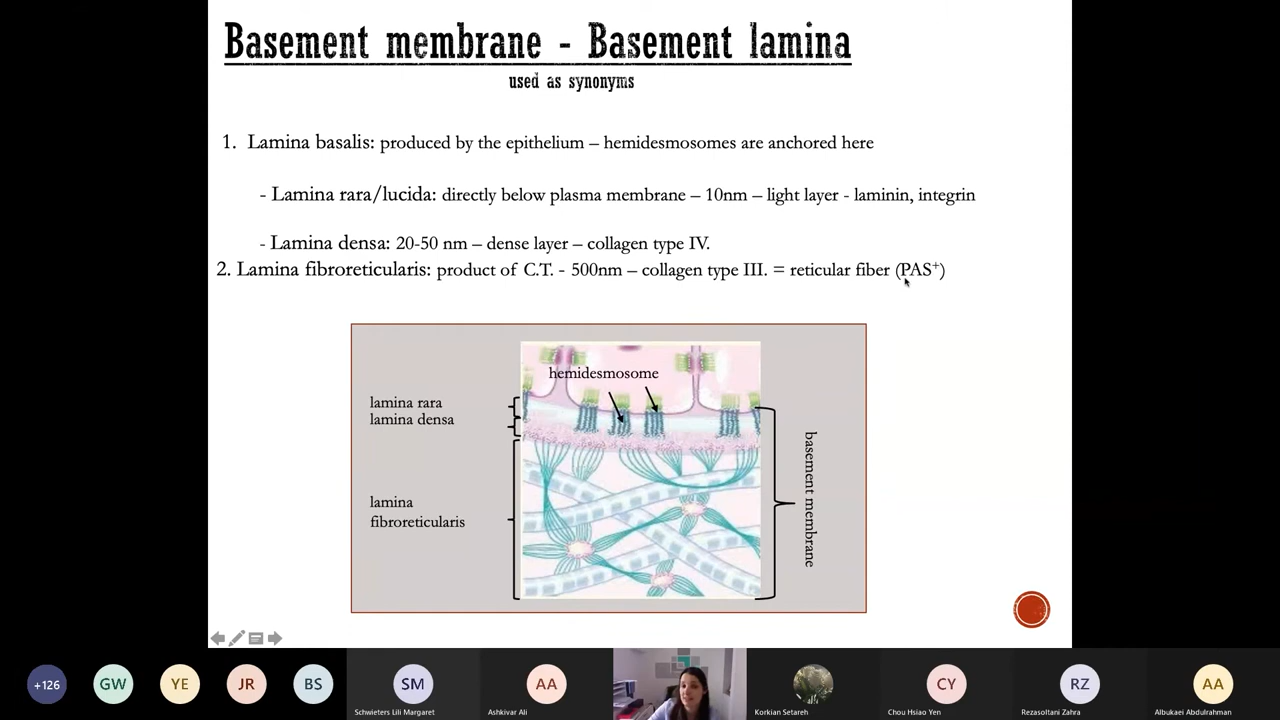 Basement membrane - Basement lamina
used as synonyms
1. Lamina basalis: produced by the epithelium – hemidesmosomes are anchored here
- Lamina rara/lucida: directly below plasma membrane – 10nm – light layer - laminin, integrin
- Lamina densa: 20-50 nm – dense layer – collagen type IV.
2. Lamina fibroreticularis: product of C.T. - 500nm – collagen type III. = reticular fiber (PAS+)
hemidesmosome
lamina rara
lamina densa
lamina
fibroreticularis
basement membrane
+126
GW
YE
JR
BS
SM
AA
CY
RZ
AA
Schwieters Lili Margaret
Ashkivar Ali
Korkian Setareh
Chou Hsiao Yen
Rezasoltani Zahra
Albukaei Abdulrahman